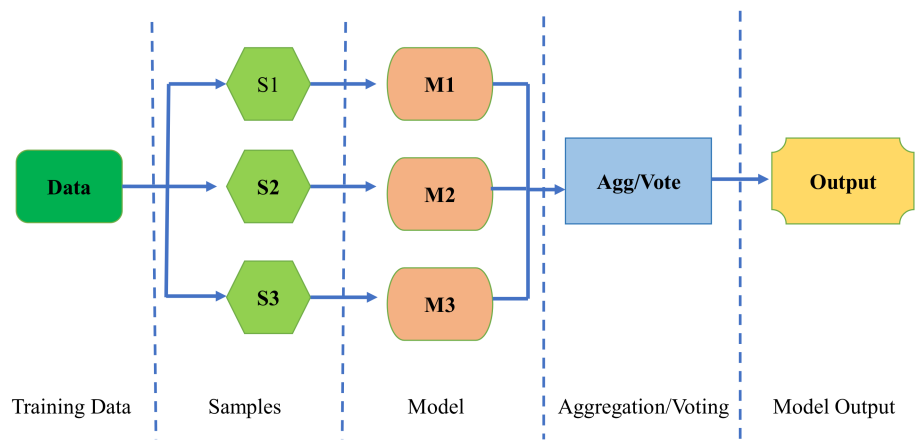 S1
M1
Data
S2
M2
Agg/Vote
Output
S3
M3
Training Data
Samples
Model
Aggregation/Voting
Model Output